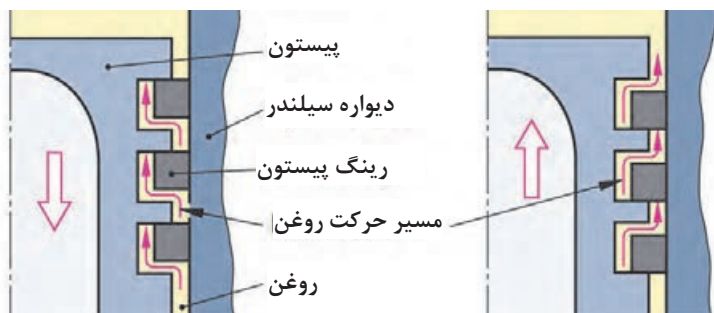 پیستون
دیواره سیلندر
رینگ پیستون
مسیر حرکت روغن
روغن